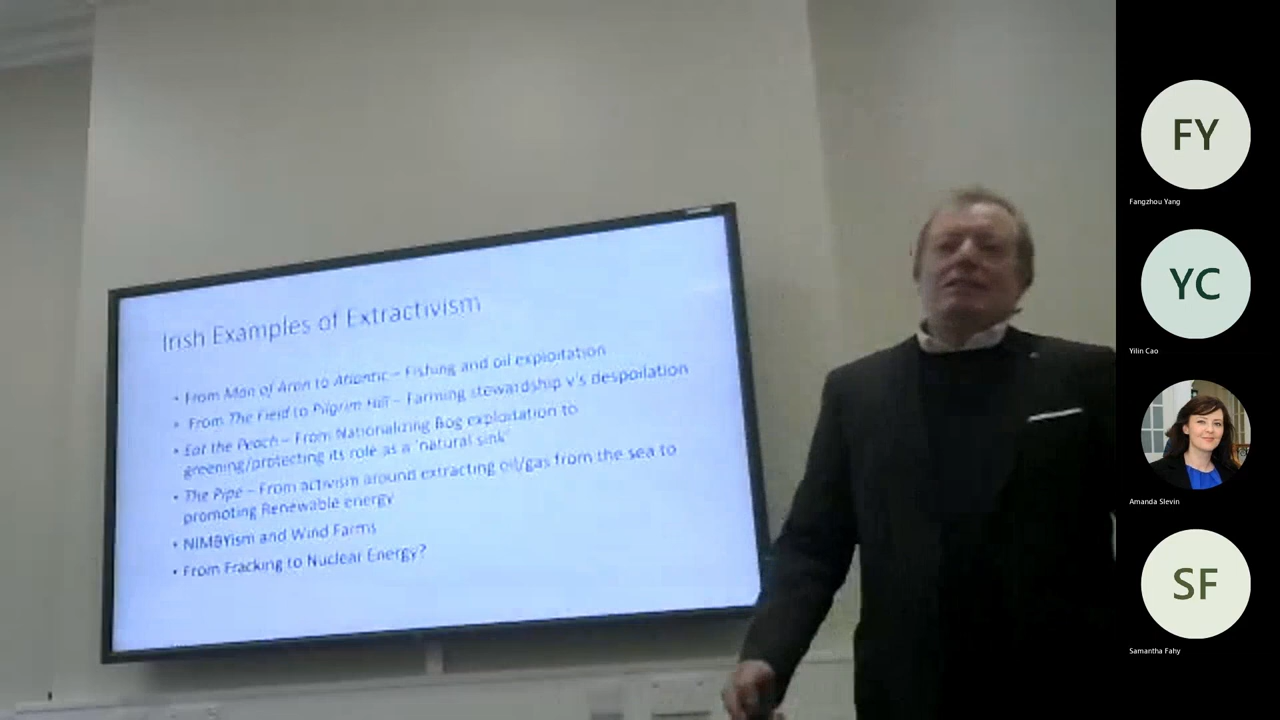 Irish Examples of Extractivism
• From Man of Aran to Atlantic – Fishing and oil exploitation
• From The Field to Pilgrim Hill – Farming stewardship v's despoilation
• Eat the Peach – From Nationalizing Bog exploitation to
greening/protecting its role as a 'natural sink'
• The Pipe – From activism around extracting oil/gas from the sea to
promoting Renewable energy
• NIMBYism and Wind Farms
• From Fracking to Nuclear Energy?
FY
Fangzhou Yang
YC
Yilin Cao
Amanda Slevin
SF
Samantha Fahy